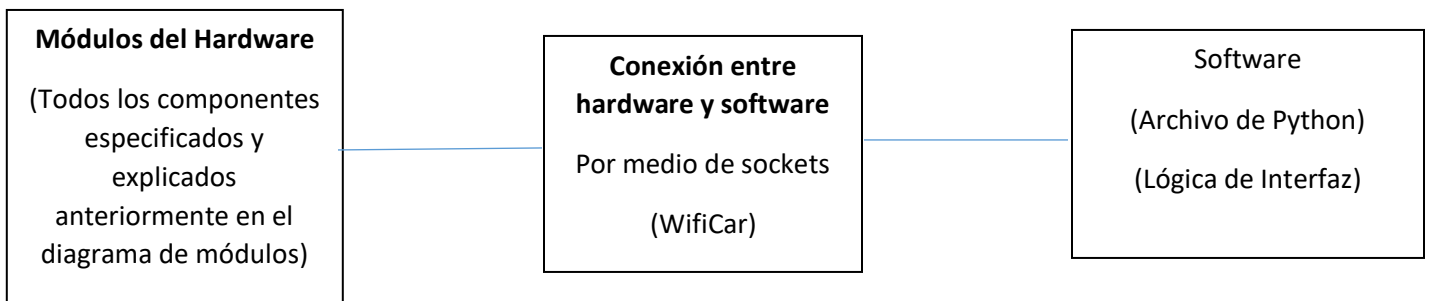 Módulos del Hardware
(Todos los componentes
especificados y
explicados
anteriormente en el
diagrama de módulos)
Conexión entre
hardware y software
Por medio de sockets
(WifiCar)
Software
(Archivo de Python)
(Lógica de Interfaz)